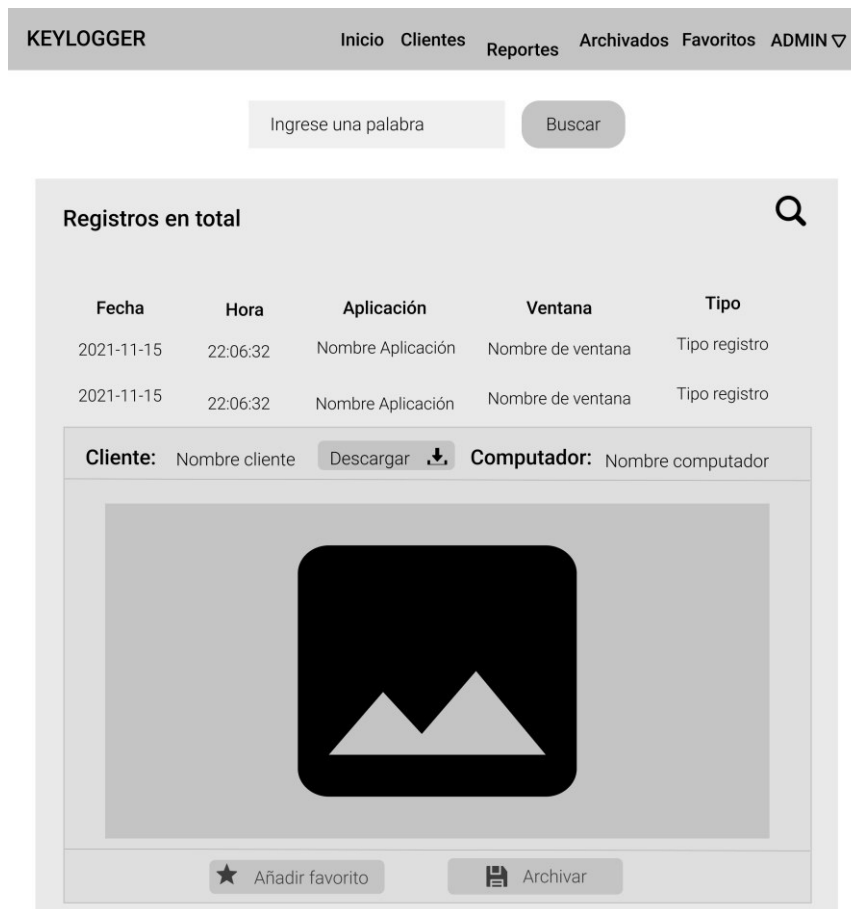 KEYLOGGER Inicio Clientes Reportes Archivados Favoritos ADMIN
Ingrese una palabra Buscar
Registros en total
Fecha Hora Aplicación Ventana Tipo
2021-11-15 22:06:32 Nombre Aplicación Nombre de ventana Tipo registro
2021-11-15 22:06:32 Nombre Aplicación Nombre de ventana Tipo registro
Cliente: Nombre cliente Descargar Computador: Nombre computador
Añadir favorito Archivar